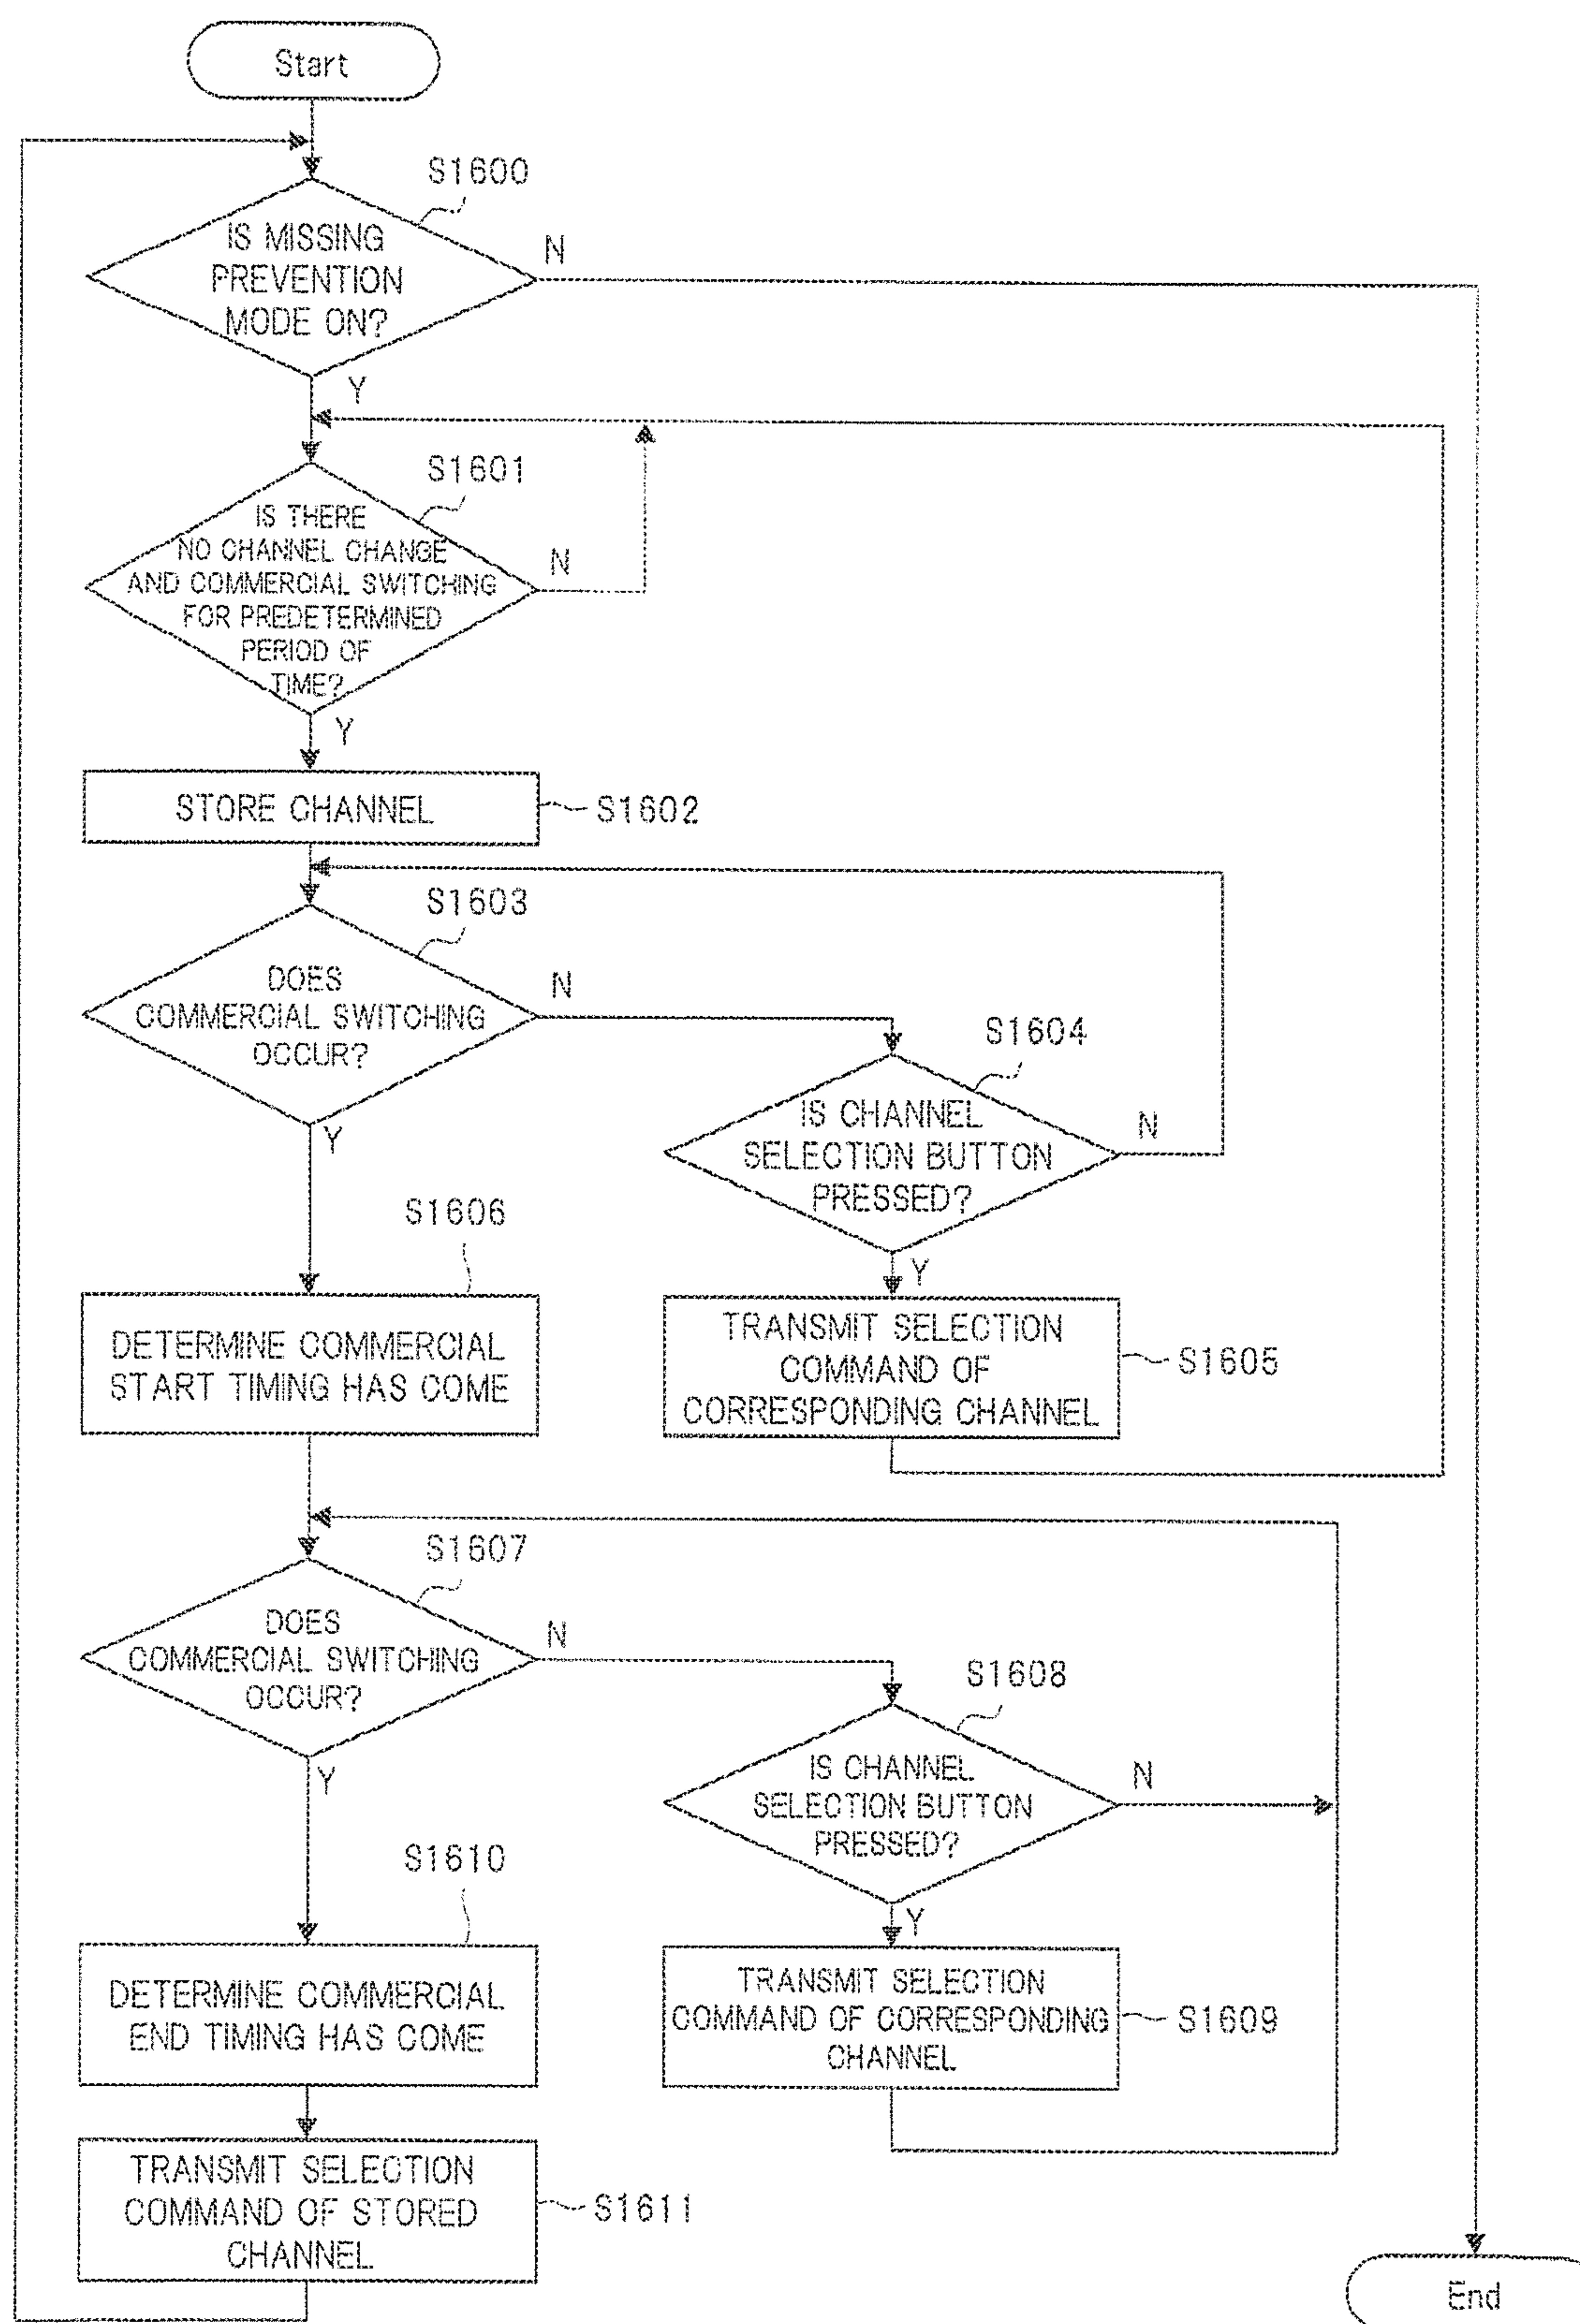 Start
S1600
IS MISSING
PREVENTION
MODE ON?
N
Y
S1601
IS THERE
NO CHANNEL CHANGE
AND COMMERCIAL SWITCHING
FOR PREDETERMINED
PERIOD OF
TIME?
N
Y
STORE CHANNEL
S1602
S1603
DOES
COMMERCIAL SWITCHING
OCCUR?
N
Y
S1604
IS CHANNEL
SELECTION BUTTON
PRESSED?
N
Y
TRANSMIT SELECTION
COMMAND OF
CORRESPONDING CHANNEL
S1605
S1606
DETERMINE COMMERCIAL
START TIMING HAS COME
S1607
DOES
COMMERCIAL SWITCHING
OCCUR?
N
Y
S1608
IS CHANNEL
SELECTION BUTTON
PRESSED?
N
Y
TRANSMIT SELECTION
COMMAND OF CORRESPONDING
CHANNEL
S1609
S1610
DETERMINE COMMERCIAL
END TIMING HAS COME
TRANSMIT SELECTION
COMMAND OF STORED
CHANNEL
S1611
End